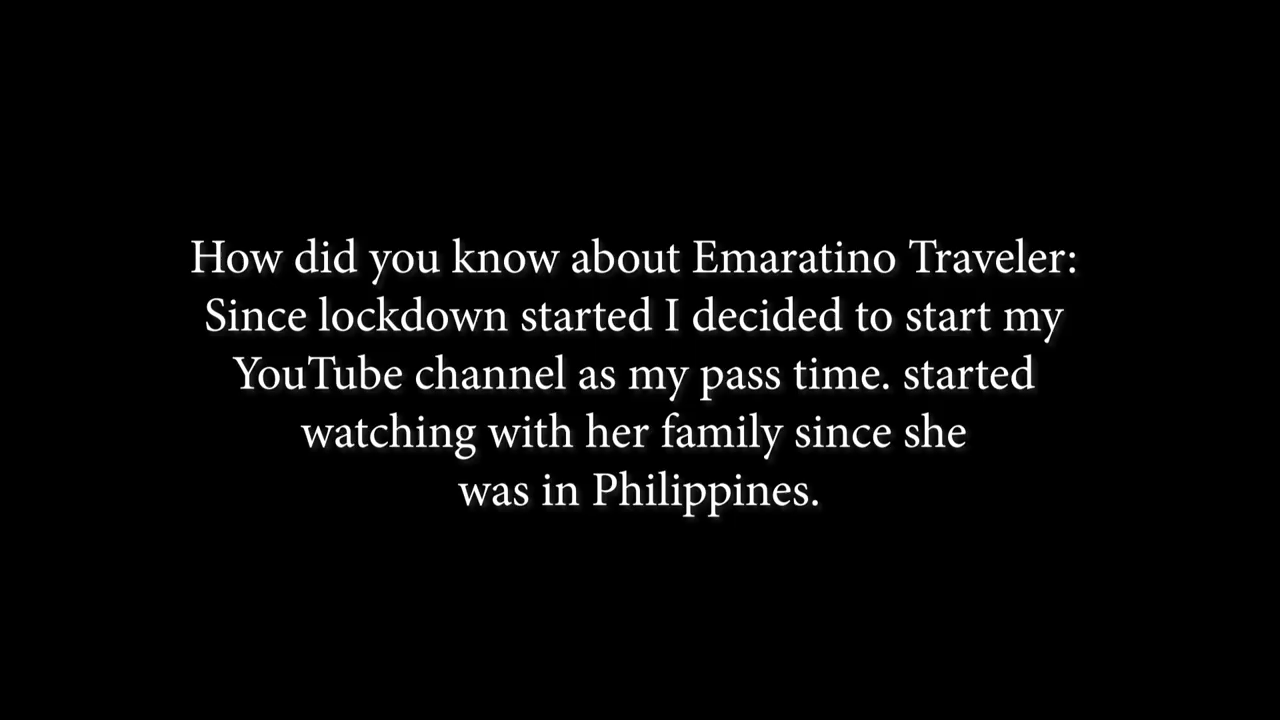 How did you know about Emaratino Traveler:
Since lockdown started I decided to start my
YouTube channel as my pass time. started
watching with her family since she
was in Philippines.